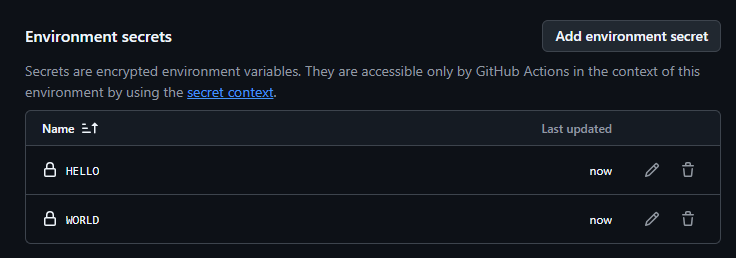 Environment secrets
Add environment secret
Secrets are encrypted environment variables. They are accessible only by GitHub Actions in the context of this
environment by using the secret context.
Name Last updated
HELLO now
WORLD now